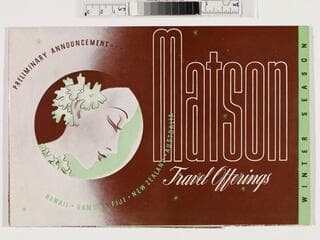 PRELIMINARY ANNOUNCEMENT
Matson
Travel Offerings
HAWAII · SAMOA · FIJI · NEW ZEALAND · AUSTRALIA
WINTER SEASON